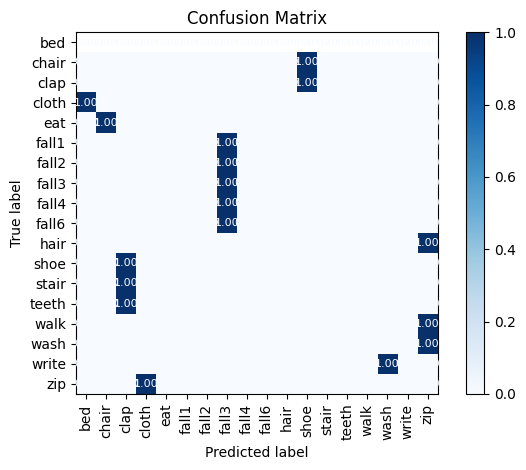 Confusion Matrix
bed
chair 1.00
clap 1.00
cloth 1.00
eat 1.00
fall1 1.00
fall2 1.00
fall3 1.00
fall4 1.00
fall6 1.00
hair 1.00
shoe 1.00
stair 1.00
teeth 1.00
walk 1.00
wash 1.00
write 1.00
zip 1.00
True label
bed chair clap cloth eat fall1 fall2 fall3 fall4 fall6 hair shoe stair teeth walk wash write zip
Predicted label
1.0
0.8
0.6
0.4
0.2
0.0